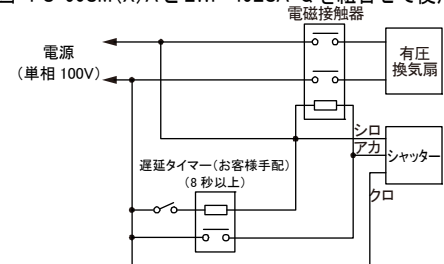 電磁接触器
電源
(単相 100V)
有圧
換気扇
シロ
アカ
シャッター
クロ
遅延タイマー(お客様手配)
(8 秒以上)